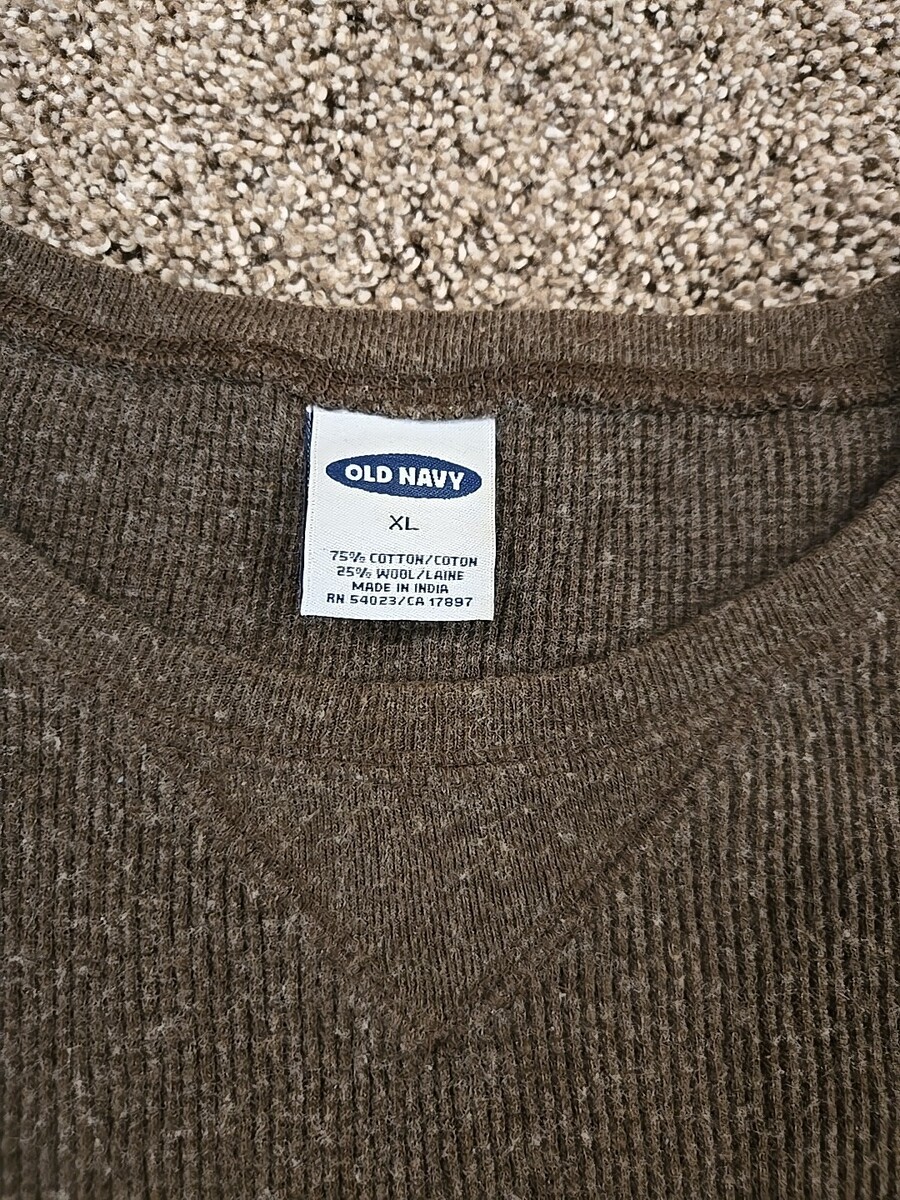 OLD NAVY
XL
75% COTTON/COTON
25% WOOL/LAINE
MADE IN INDIA
RN 54023/CA 17897